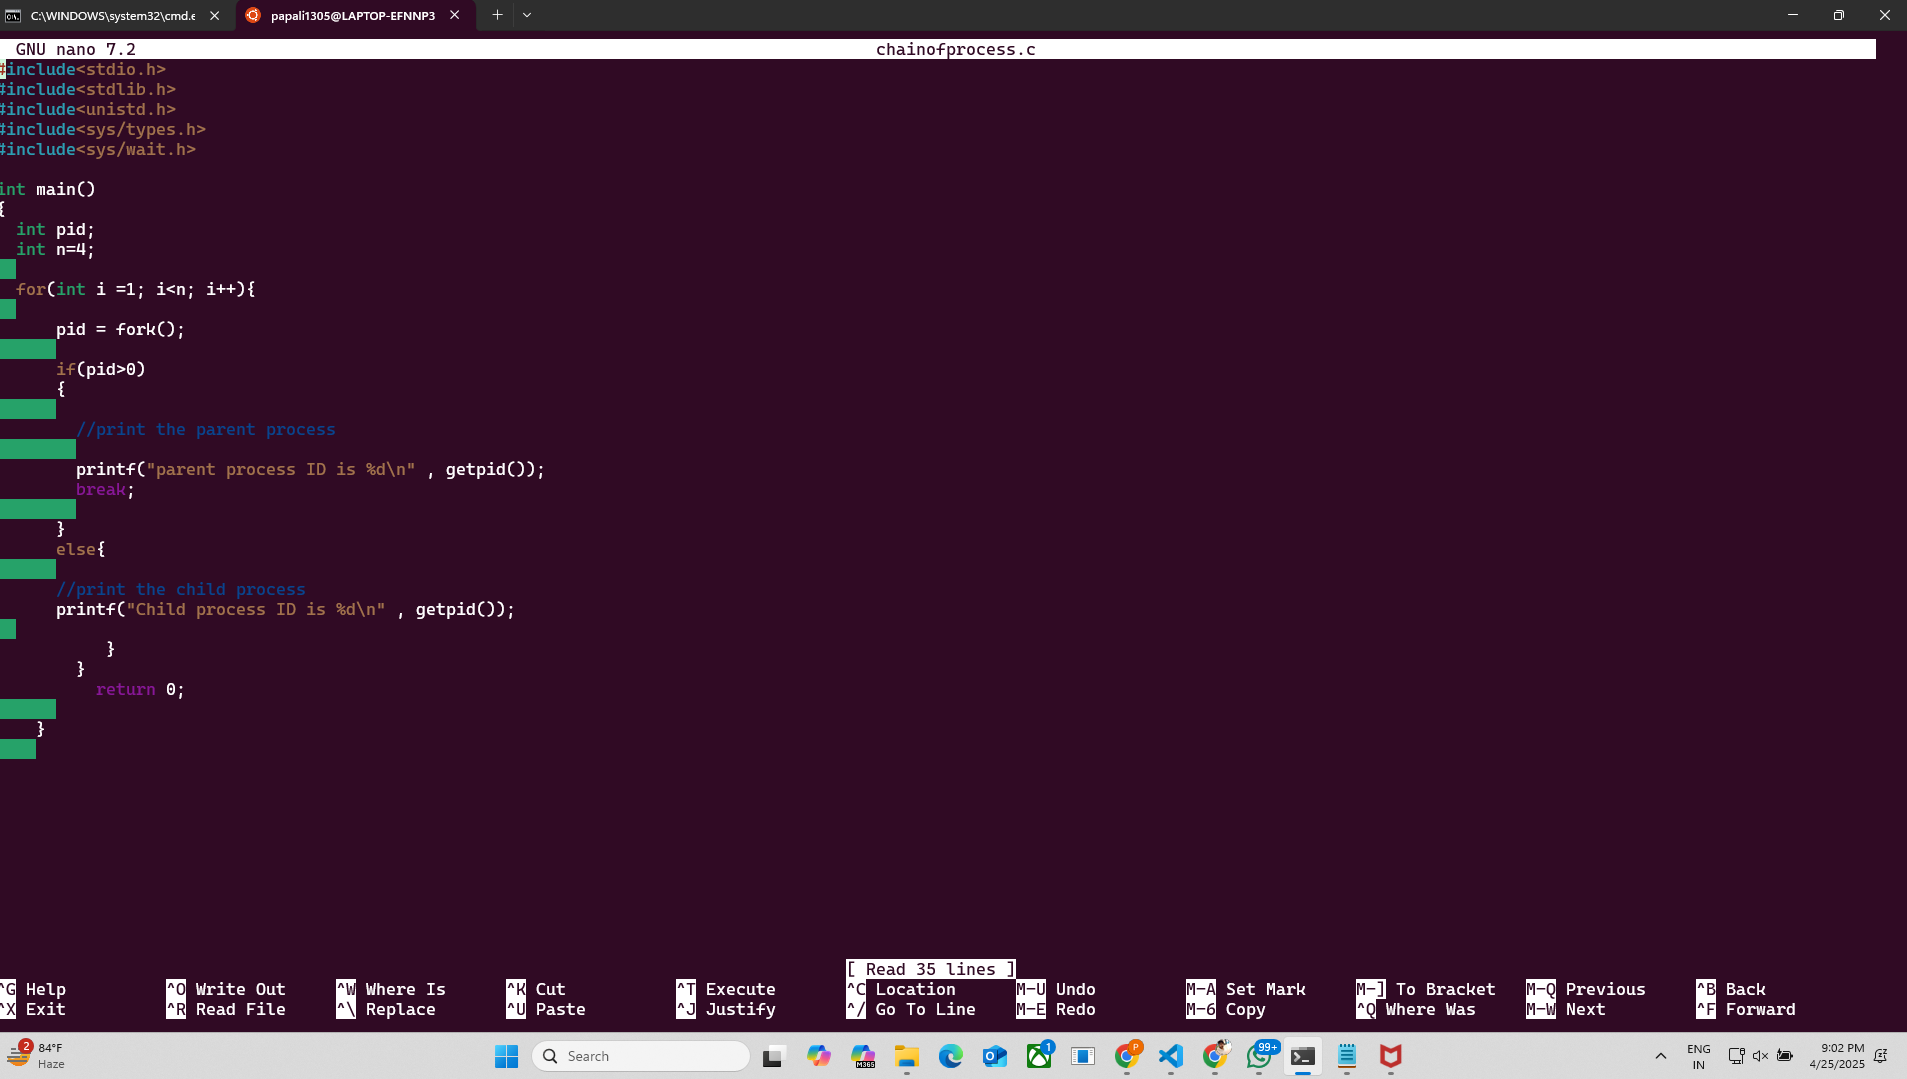 C:\WINDOWS\system32\cmd.e
papali1305@LAPTOP-EFNNP3
GNU nano 7.2 chainofprocess.c
#include<stdio.h>
#include<stdlib.h>
#include<unistd.h>
#include<sys/types.h>
#include<sys/wait.h>
int main()
{
int pid;
int n=4;
for(int i =1; i<n; i++){
pid = fork();
if(pid>0)
{
//print the parent process
printf("parent process ID is %d\n" , getpid());
break;
}
else{
//print the child process
printf("Child process ID is %d\n" , getpid());
}
}
return 0;
}
[ Read 35 lines ]
^G Help ^O Write Out ^W Where Is ^K Cut ^T Execute ^C Location M-U Undo M-A Set Mark M-] To Bracket M-Q Previous ^B Back
^X Exit ^R Read File ^\ Replace ^U Paste ^J Justify ^/ Go To Line M-E Redo M-6 Copy ^Q Where Was M-W Next ^F Forward
2 84°F
Haze
Search
M365
1
P
99+
ENG
IN
9:02 PM
4/25/2025